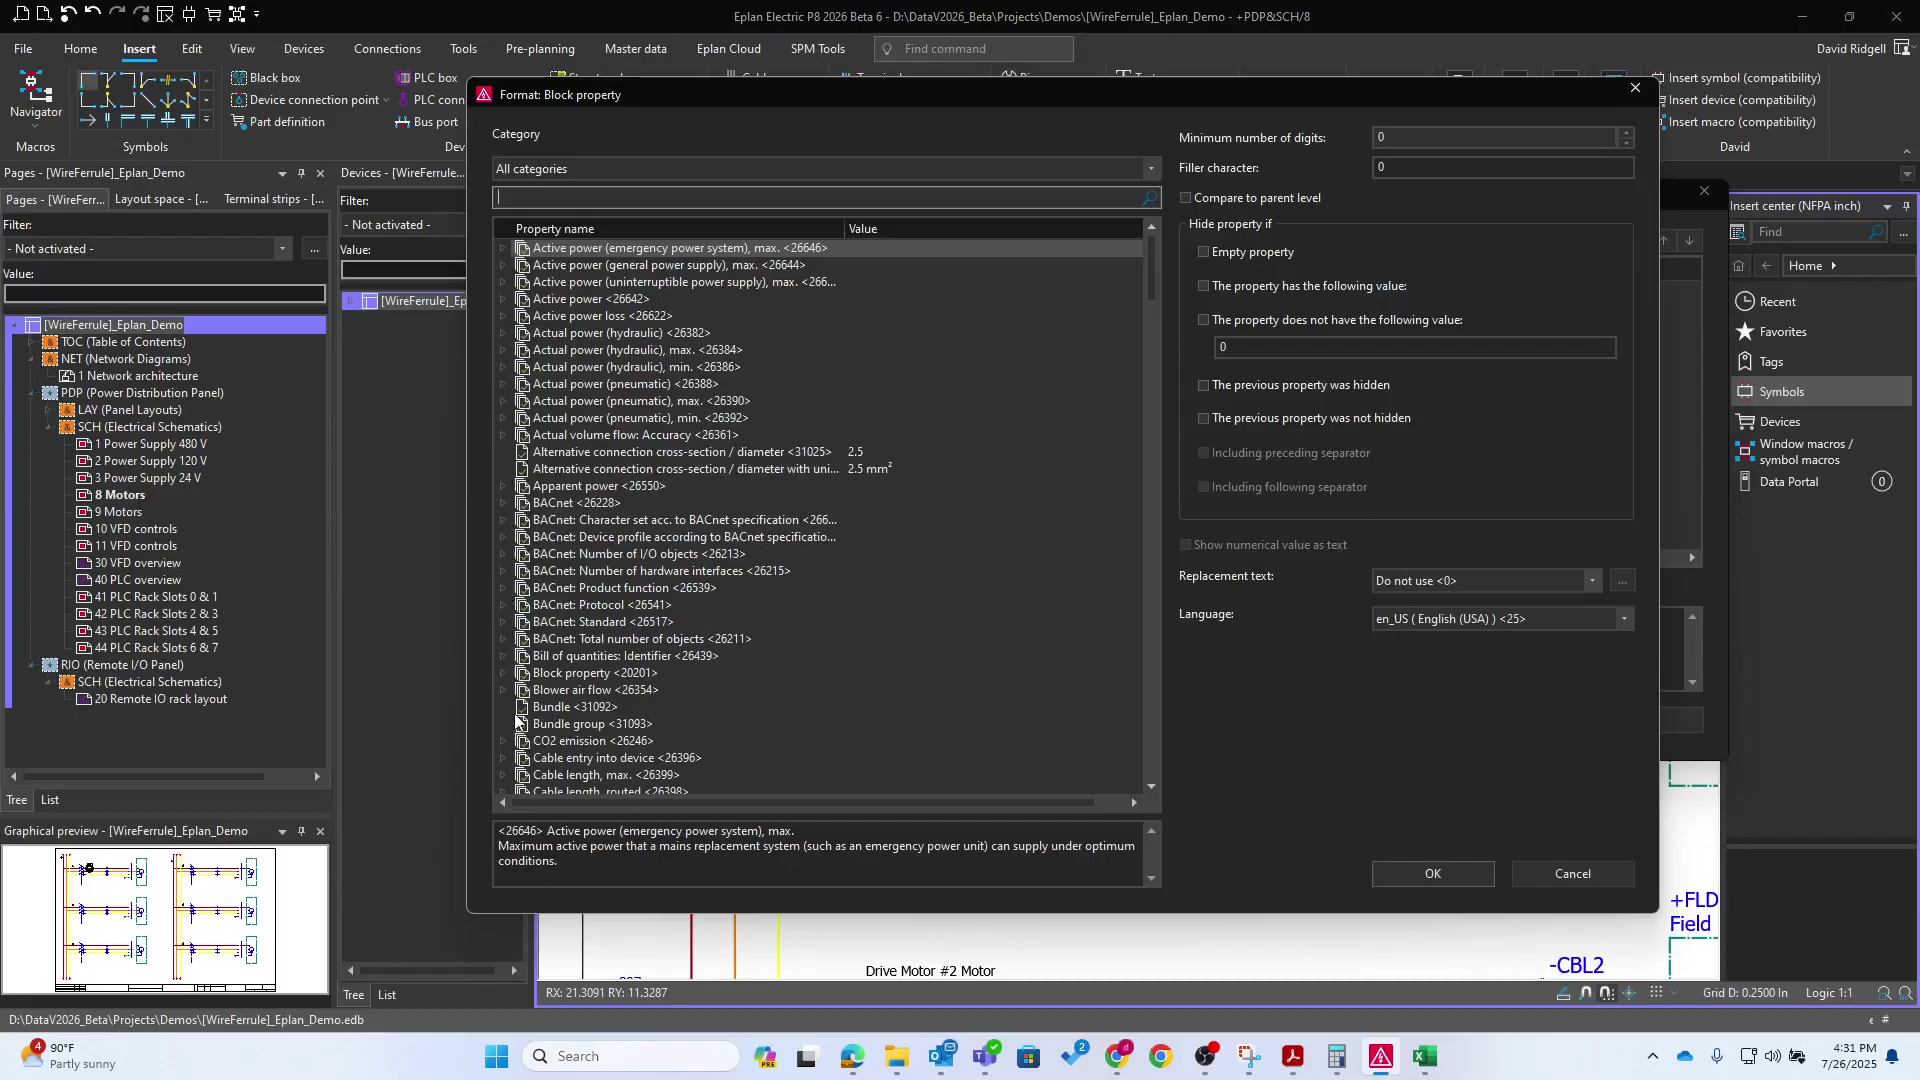 Eplan Electric P8 2026 Beta 6 - D:\DataV2026_Beta\Projects\Demos\[WireFerrule]_Eplan_Demo - +PDP&SCH/8
File Home Insert Edit View Devices Connections Tools Pre-planning Master data Eplan Cloud SPM Tools Find command David Ridgell
Navigator
Macros
Symbols
Black box
Device connection point
Part definition
PLC box
PLC conn
Bus port
Dev
Insert symbol (compatibility)
Insert device (compatibility)
Insert macro (compatibility)
David
Pages - [WireFerrule]_Eplan_Demo
Pages - [WireFerr... Layout space - [... Terminal strips - [...
Filter:
- Not activated -
...
Value:
[WireFerrule]_Eplan_Demo
TOC (Table of Contents)
NET (Network Diagrams)
1 Network architecture
PDP (Power Distribution Panel)
LAY (Panel Layouts)
SCH (Electrical Schematics)
1 Power Supply 480 V
2 Power Supply 120 V
3 Power Supply 24 V
8 Motors
9 Motors
10 VFD controls
11 VFD controls
30 VFD overview
40 PLC overview
41 PLC Rack Slots 0 & 1
42 PLC Rack Slots 2 & 3
43 PLC Rack Slots 4 & 5
44 PLC Rack Slots 6 & 7
RIO (Remote I/O Panel)
SCH (Electrical Schematics)
20 Remote IO rack layout
Tree List
Graphical preview - [WireFerrule]_Eplan_Demo
Devices - [WireFerrule...
Filter:
- Not activated -
Value:
[WireFerrule]_Ep
Tree List
Format: Block property
Category
All categories
Property name Value
Active power (emergency power system), max. <26646>
Active power (general power supply), max. <26644>
Active power (uninterruptible power supply), max. <266...
Active power <26642>
Active power loss <26622>
Actual power (hydraulic) <26382>
Actual power (hydraulic), max. <26384>
Actual power (hydraulic), min. <26386>
Actual power (pneumatic) <26388>
Actual power (pneumatic), max. <26390>
Actual power (pneumatic), min. <26392>
Actual volume flow: Accuracy <26361>
Alternative connection cross-section / diameter <31025> 2.5
Alternative connection cross-section / diameter with uni... 2.5 mm²
Apparent power <26550>
BACnet <26228>
BACnet: Character set acc. to BACnet specification <266...
BACnet: Device profile according to BACnet specificatio...
BACnet: Number of I/O objects <26213>
BACnet: Number of hardware interfaces <26215>
BACnet: Product function <26539>
BACnet: Protocol <26541>
BACnet: Standard <26517>
BACnet: Total number of objects <26211>
Bill of quantities: Identifier <26439>
Block property <20201>
Blower air flow <26354>
Bundle <31092>
Bundle group <31093>
CO2 emission <26246>
Cable entry into device <26396>
Cable length, max. <26399>
Cable length, routed <26398>
<26646> Active power (emergency power system), max.
Maximum active power that a mains replacement system (such as an emergency power unit) can supply under optimum
conditions.
Minimum number of digits: 0
Filler character: 0
Compare to parent level
Hide property if
Empty property
The property has the following value:
The property does not have the following value:
0
The previous property was hidden
The previous property was not hidden
Including preceding separator
Including following separator
Show numerical value as text
Replacement text: Do not use <0> ...
Language: en_US ( English (USA) ) <25>
OK Cancel
Insert center (NFPA inch)
Find
...
Home
Recent
Favorites
Tags
Symbols
Devices
Window macros /
symbol macros
Data Portal 0
+FLD
Field
-CBL2
Drive Motor #2 Motor
RX: 21.3091 RY: 11.3287
Grid D: 0.2500 In Logic 1:1
D:\DataV2026_Beta\Projects\Demos\[WireFerrule]_Eplan_Demo.edb
e #
4
90°F
Partly sunny
Search
PRE
2
d
4:31 PM
7/26/2025